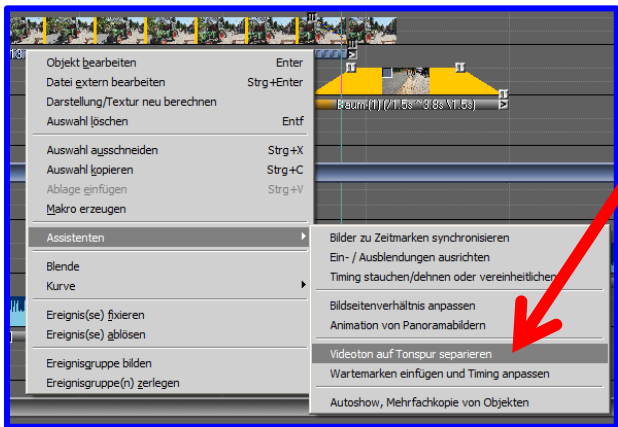 Objekt bearbeiten Enter
Datei extern bearbeiten Strg+Enter
Darstellung/Textur neu berechnen
Auswahl löschen Entf
Auswahl ausschneiden Strg+X
Auswahl kopieren Strg+C
Ablage einfügen Strg+V
Makro erzeugen
Assistenten
Blende
Kurve
Ereignis(se) fixieren
Ereignis(se) ablösen
Ereignisgruppe bilden
Ereignisgruppe(n) zerlegen
Bilder zu Zeitmarken synchronisieren
Ein- / Ausblendungen ausrichten
Timing stauchen/dehnen oder vereinheitlichen
Bildseitenverhältnis anpassen
Animation von Panoramabildern
Videoton auf Tonspur separieren
Wartemarken einfügen und Timing anpassen
Autoshow, Mehrfachkopie von Objekten